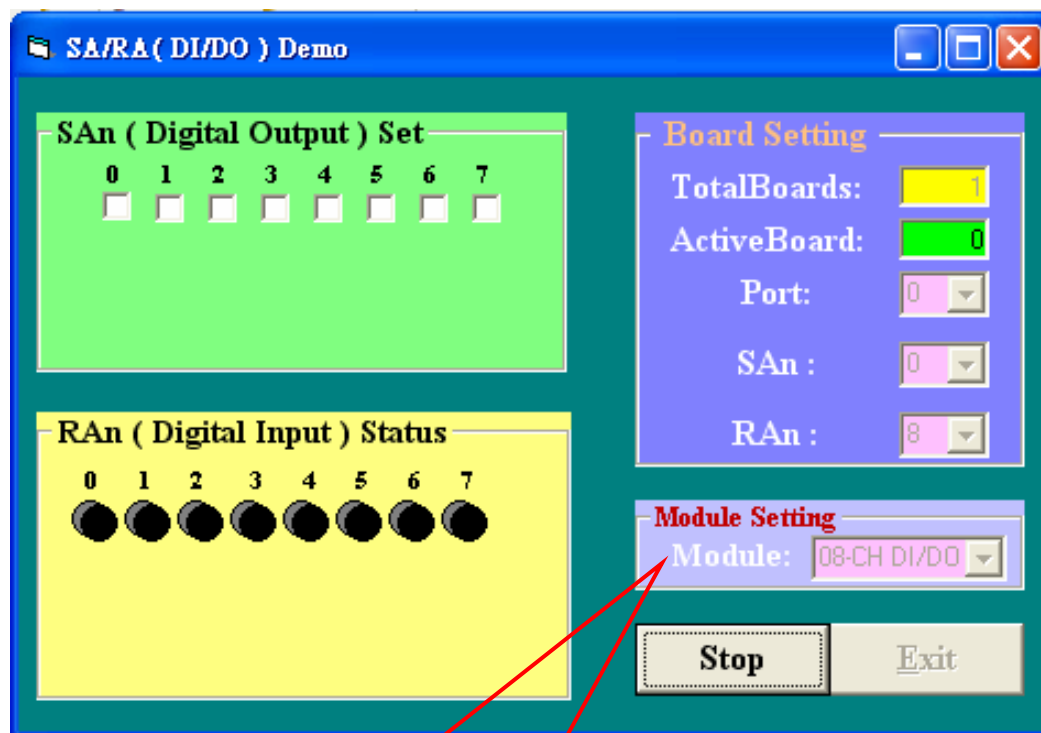 SA/RA( DI/DO ) Demo
SAn ( Digital Output ) Set
0 1 2 3 4 5 6 7
RAn ( Digital Input ) Status
0 1 2 3 4 5 6 7
Board Setting
TotalBoards: 1
ActiveBoard: 0
Port: 0
SAn : 0
RAn : 8
Module Setting
Module: 08-CH DI/DO
Stop
Exit